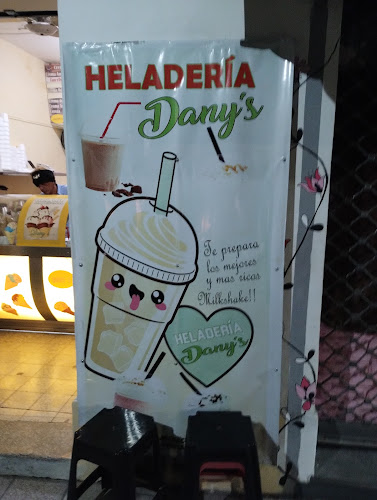 HELADERÍA
Dany's
Te prepara
los mejores
y mas ricos
Milkshake!!
HELADERÍA
Dany's